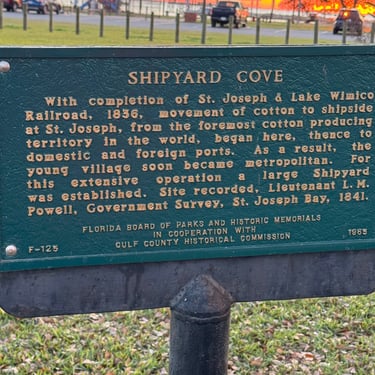 SHIPYARD COVE
With completion of St. Joseph & Lake Wimico
Railroad, 1836, movement of cotton to shipside
at St. Joseph, from the foremost cotton producing
territory in the world, began here, thence to
domestic and foreign ports. As a result, the
young village soon became metropolitan. For
this extensive operation a large Shipyard
was established. Site recorded, Lieutenant L. M.
Powell, Government Survey, St. Joseph Bay, 1841.
FLORIDA BOARD OF PARKS AND HISTORIC MEMORIALS
IN COOPERATION WITH
GULF COUNTY HISTORICAL COMMISSION
F-125 1965